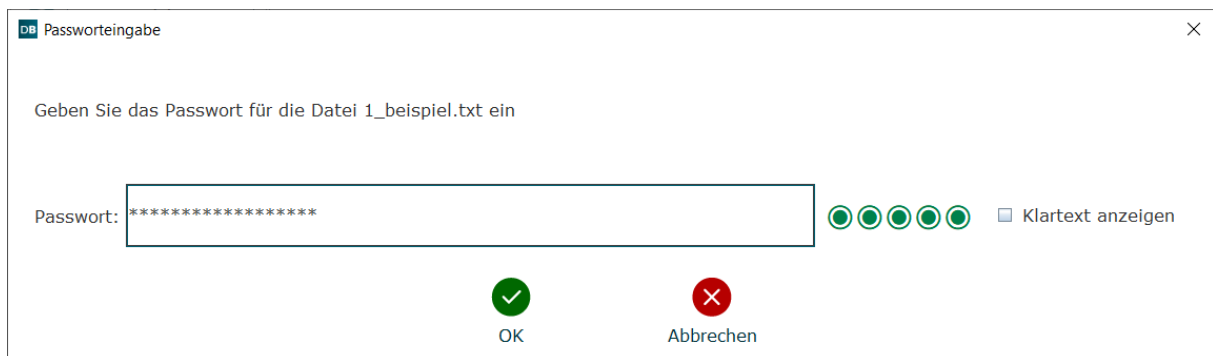 DB Passworteingabe
Geben Sie das Passwort für die Datei 1_beispiel.txt ein
Passwort: ****************** Klartext anzeigen
OK Abbrechen